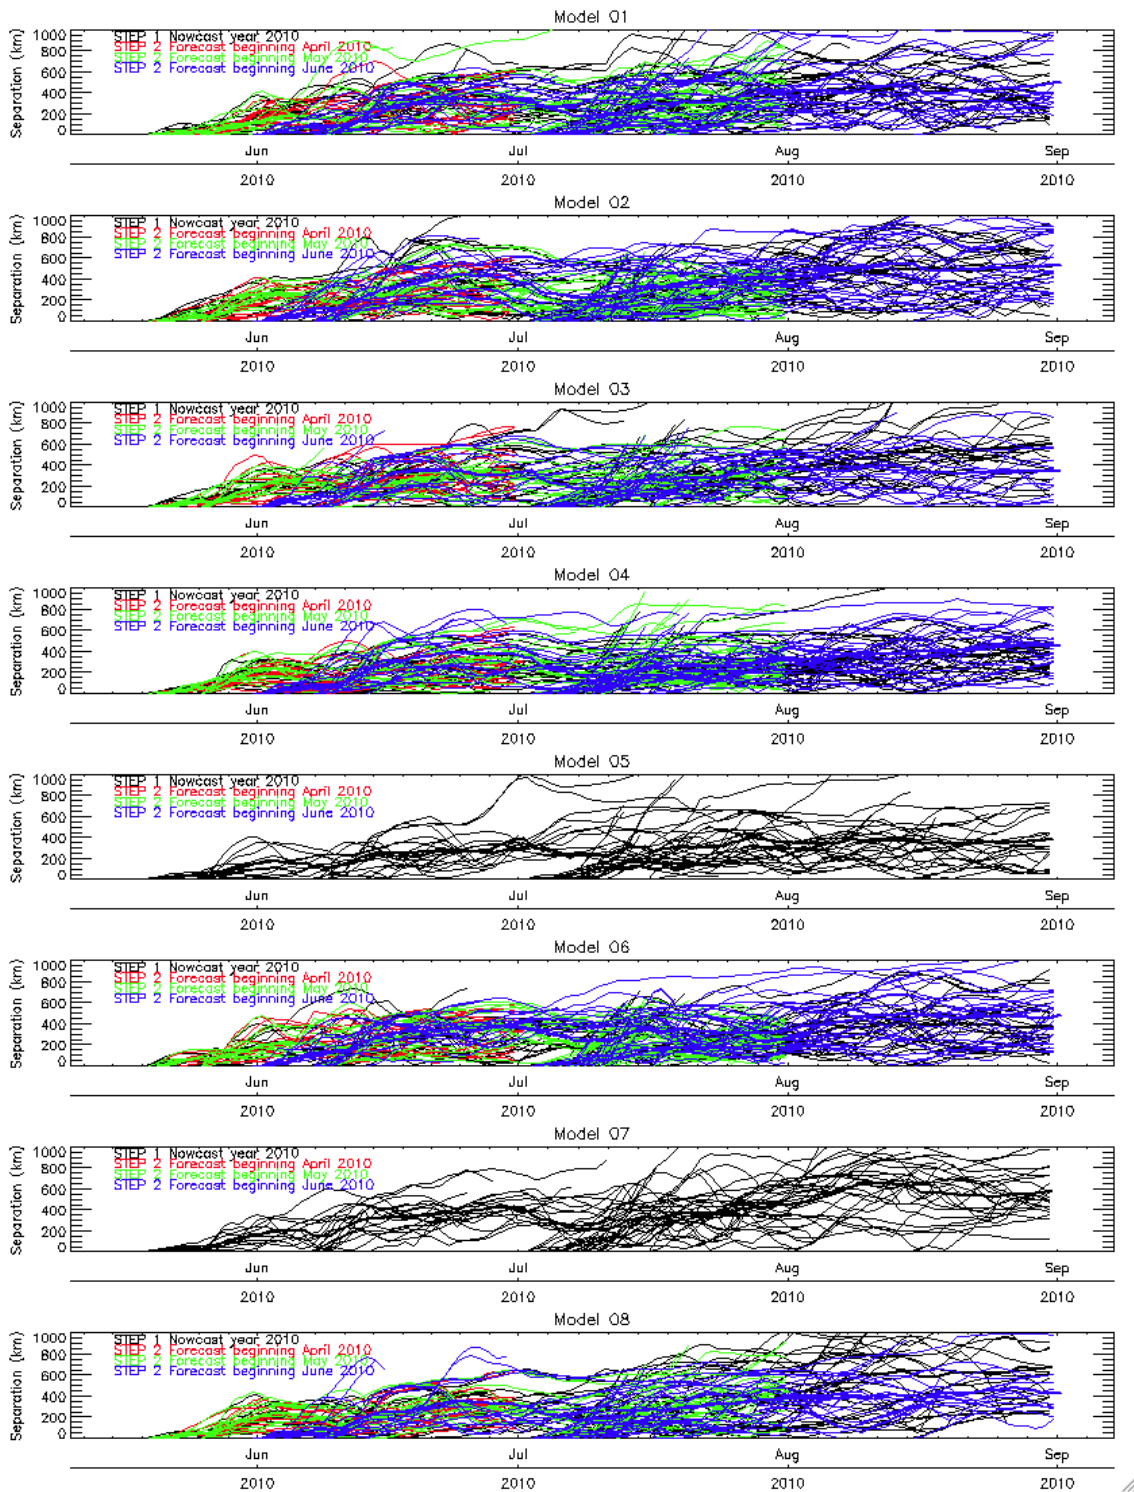 Model 01
1000
800
600
400
200
0
Separation (km)
STEP 1 Nowcast year 2010
STEP 2 Forecast beginning April 2010
STEP 2 Forecast beginning May 2010
STEP 2 Forecast beginning June 2010
Jun Jul Aug Sep
2010 2010 2010 2010
Model 02
1000
800
600
400
200
0
Separation (km)
STEP 1 Nowcast year 2010
STEP 2 Forecast beginning April 2010
STEP 2 Forecast beginning May 2010
STEP 2 Forecast beginning June 2010
Jun Jul Aug Sep
2010 2010 2010 2010
Model 03
1000
800
600
400
200
0
Separation (km)
STEP 1 Nowcast year 2010
STEP 2 Forecast beginning April 2010
STEP 2 Forecast beginning May 2010
STEP 2 Forecast beginning June 2010
Jun Jul Aug Sep
2010 2010 2010 2010
Model 04
1000
800
600
400
200
0
Separation (km)
STEP 1 Nowcast year 2010
STEP 2 Forecast beginning April 2010
STEP 2 Forecast beginning May 2010
STEP 2 Forecast beginning June 2010
Jun Jul Aug Sep
2010 2010 2010 2010
Model 05
1000
800
600
400
200
0
Separation (km)
STEP 1 Nowcast year 2010
STEP 2 Forecast beginning April 2010
STEP 2 Forecast beginning May 2010
STEP 2 Forecast beginning June 2010
Jun Jul Aug Sep
2010 2010 2010 2010
Model 06
1000
800
600
400
200
0
Separation (km)
STEP 1 Nowcast year 2010
STEP 2 Forecast beginning April 2010
STEP 2 Forecast beginning May 2010
STEP 2 Forecast beginning June 2010
Jun Jul Aug Sep
2010 2010 2010 2010
Model 07
1000
800
600
400
200
0
Separation (km)
STEP 1 Nowcast year 2010
STEP 2 Forecast beginning April 2010
STEP 2 Forecast beginning May 2010
STEP 2 Forecast beginning June 2010
Jun Jul Aug Sep
2010 2010 2010 2010
Model 08
1000
800
600
400
200
0
Separation (km)
STEP 1 Nowcast year 2010
STEP 2 Forecast beginning April 2010
STEP 2 Forecast beginning May 2010
STEP 2 Forecast beginning June 2010
Jun Jul Aug Sep
2010 2010 2010 2010